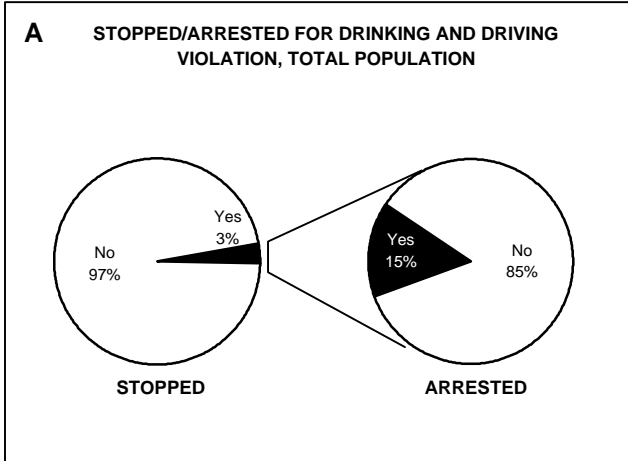 A
STOPPED/ARRESTED FOR DRINKING AND DRIVING
VIOLATION, TOTAL POPULATION
No
97%
Yes
3%
Yes
15%
No
85%
STOPPED
ARRESTED